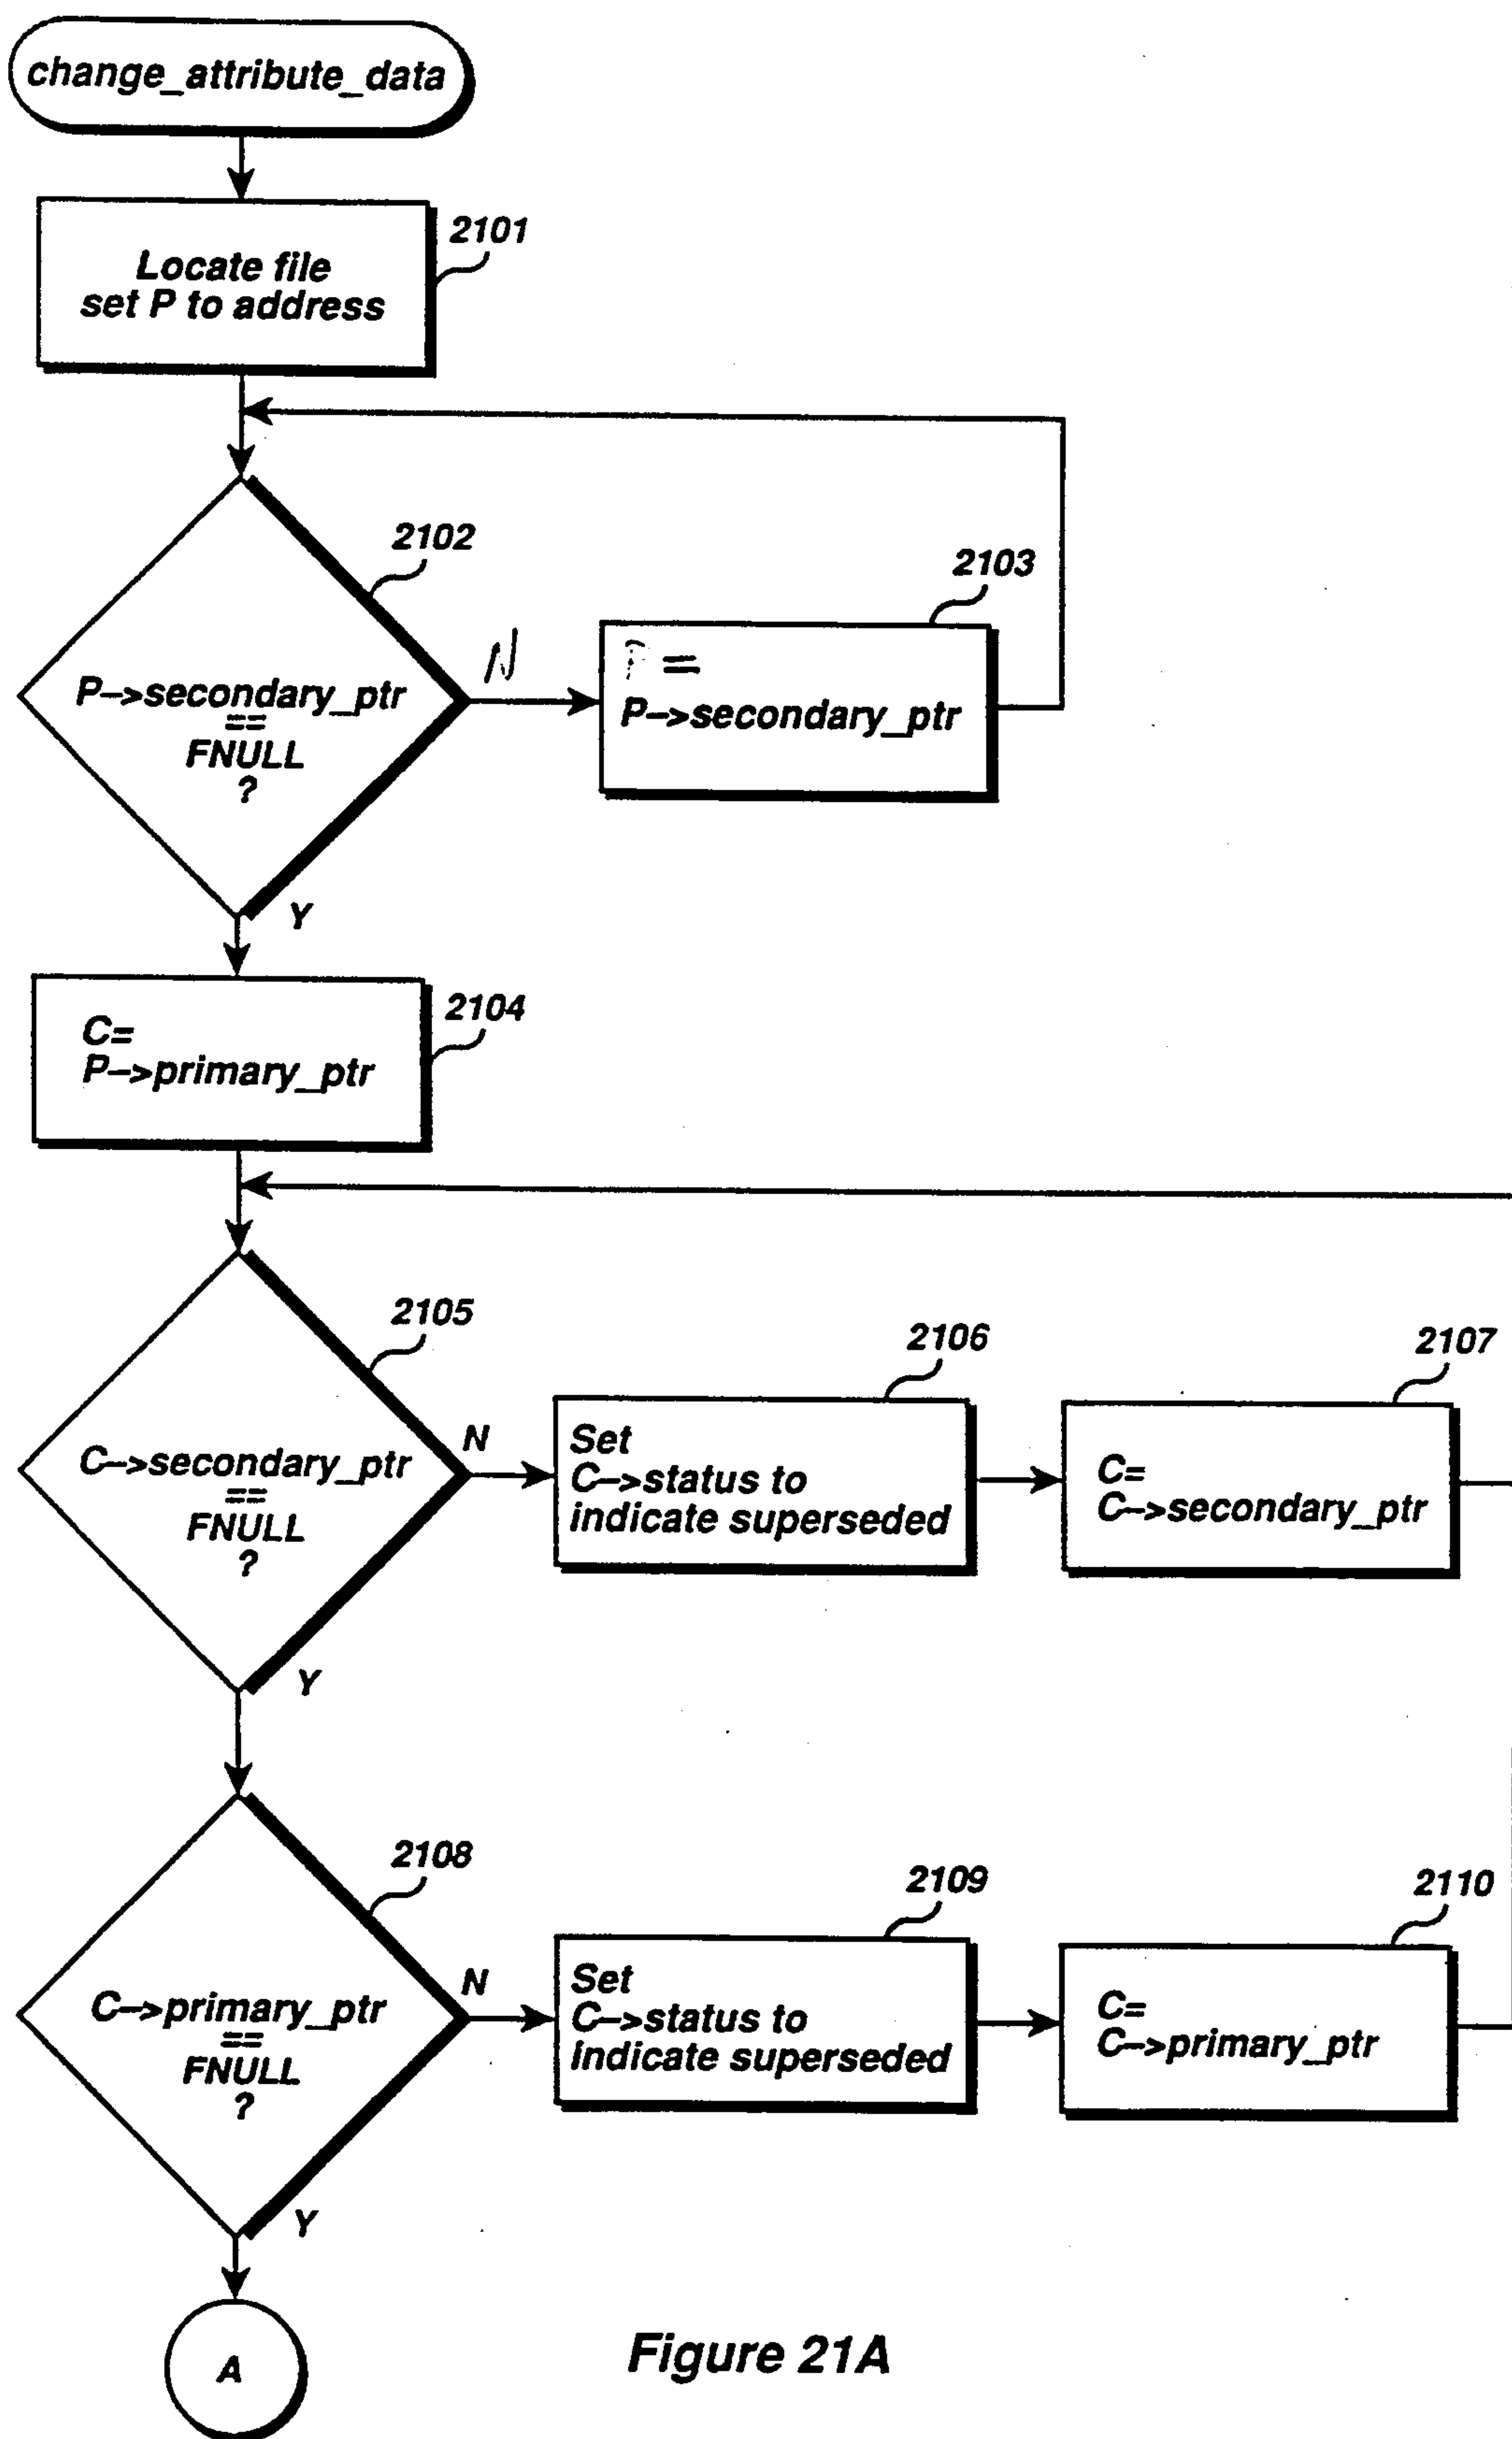 change_attribute_data
2101
Locate file
set P to address
2102
P->secondary_ptr
==
FNULL
?
N
2103
P =
P->secondary_ptr
Y
2104
C=
P->primary_ptr
2105
C->secondary_ptr
==
FNULL
?
N
2106
Set
C->status to
indicate superseded
2107
C=
C->secondary_ptr
Y
2108
C->primary_ptr
==
FNULL
?
N
2109
Set
C->status to
indicate superseded
2110
C=
C->primary_ptr
Y
A
Figure 21A